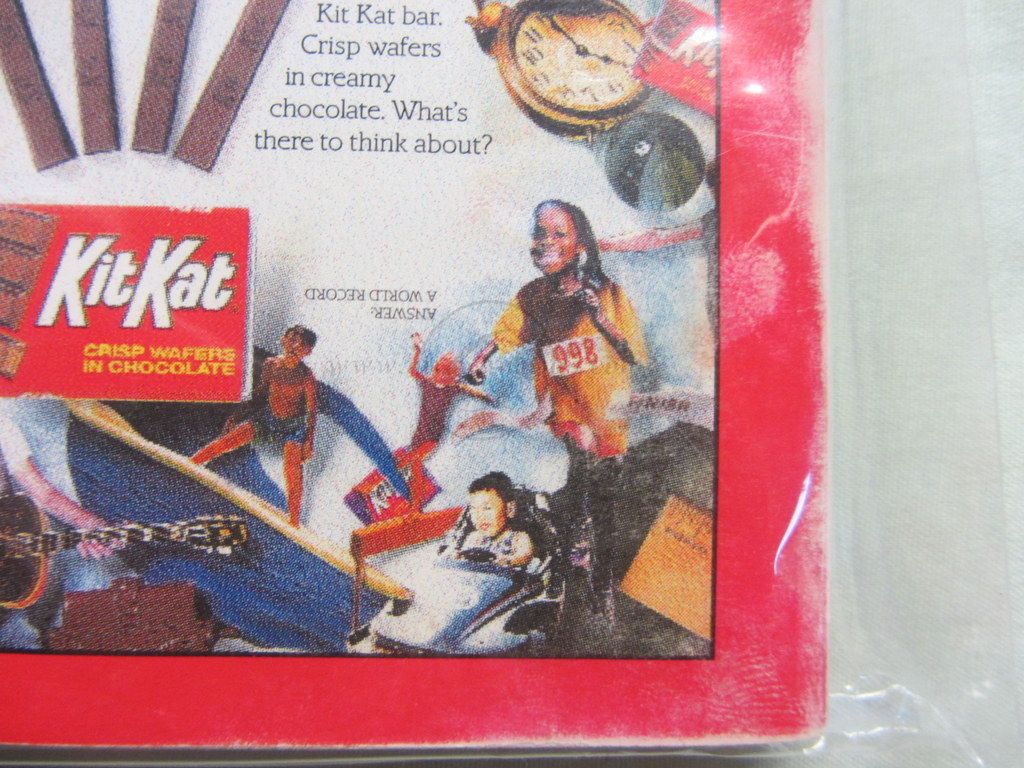 Kit Kat bar.
Crisp wafers
in creamy
chocolate. What's
there to think about?
KitKat
CRISP WAFERS
IN CHOCOLATE
ANSWER:
A WORLD RECORD
998
FINISH